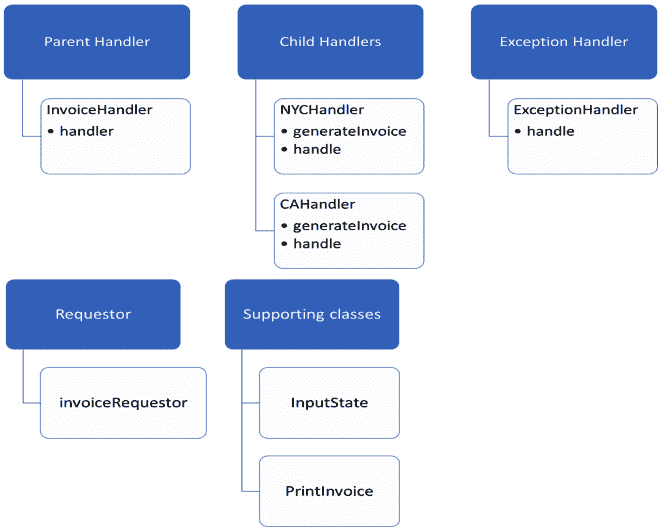 Parent Handler
InvoiceHandler
• handler
Child Handlers
NYCHandler
• generateInvoice
• handle
CAHandler
• generateInvoice
• handle
Exception Handler
ExceptionHandler
• handle
Requestor
invoiceRequestor
Supporting classes
InputState
PrintInvoice